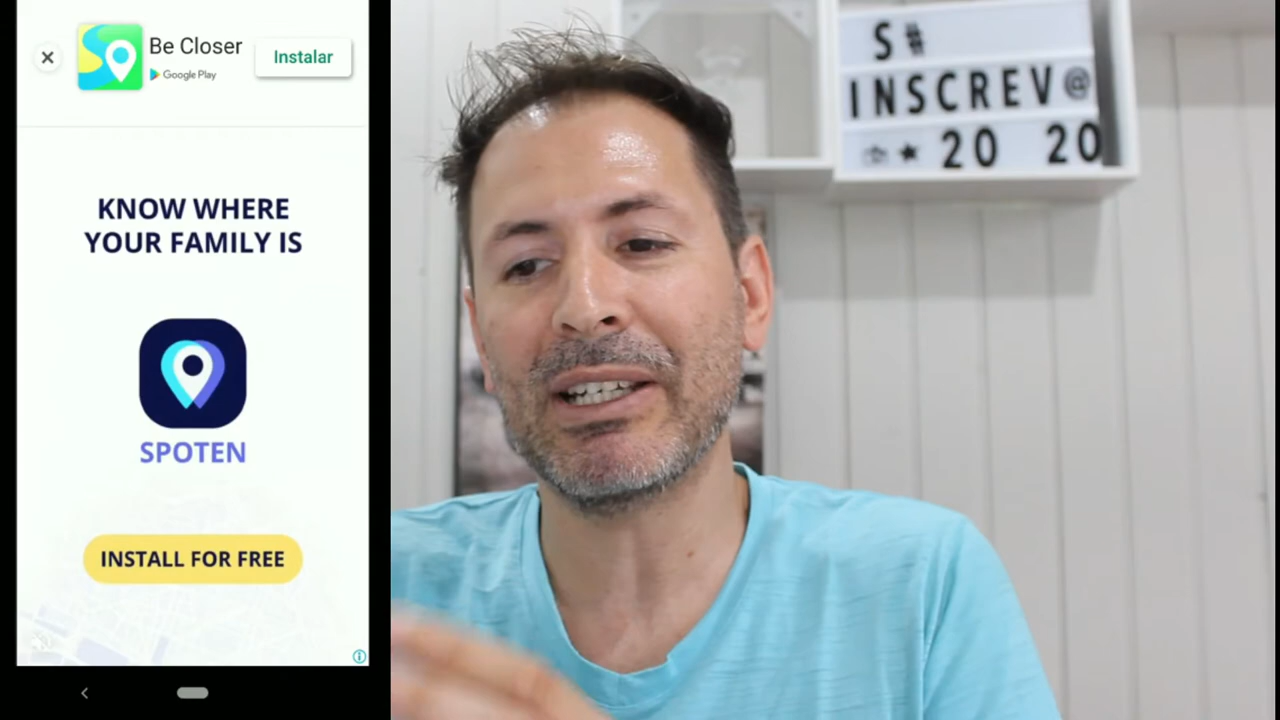 Be Closer
Google Play
Instalar
KNOW WHERE
YOUR FAMILY IS
SPOTEN
INSTALL FOR FREE
S#
INSCREV@
20 20